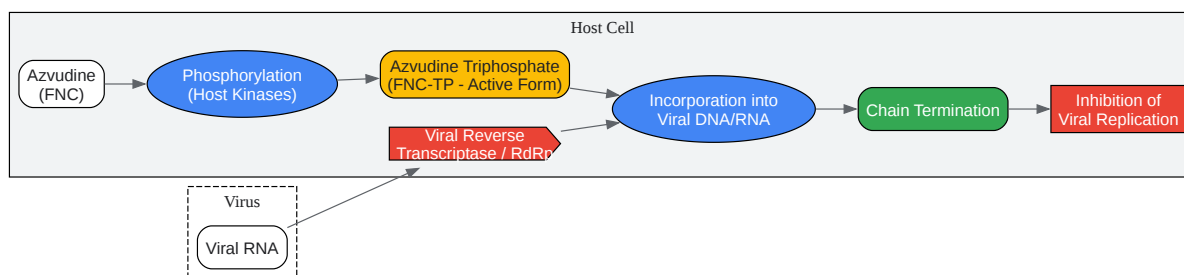 Host Cell
Azvudine
(FNC)
Phosphorylation
(Host Kinases)
Azvudine Triphosphate
(FNC-TP - Active Form)
Viral Reverse
Transcriptase / RdRp
Incorporation into
Viral DNA/RNA
Chain Termination
Inhibition of
Viral Replication
Virus
Viral RNA